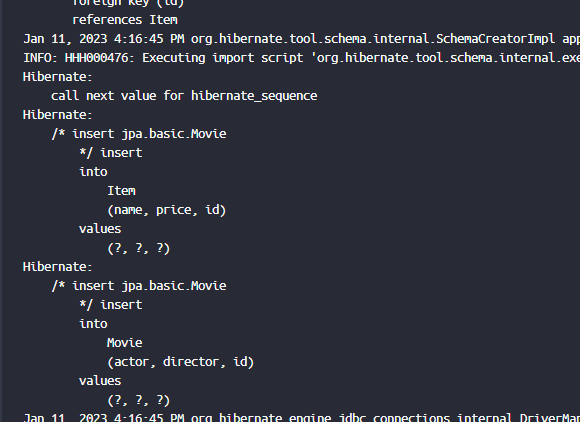 foreign key (id)
references Item
Jan 11, 2023 4:16:45 PM org.hibernate.tool.schema.internal.SchemaCreatorImpl app
INFO: HHH000476: Executing import script 'org.hibernate.tool.schema.internal.exe
Hibernate:
call next value for hibernate_sequence
Hibernate:
/* insert jpa.basic.Movie
*/ insert
into
Item
(name, price, id)
values
(?, ?, ?)
Hibernate:
/* insert jpa.basic.Movie
*/ insert
into
Movie
(actor, director, id)
values
(?, ?, ?)
Jan 11, 2023 4:16:45 PM org.hibernate.engine.jdbc.connections.internal.DriverMan